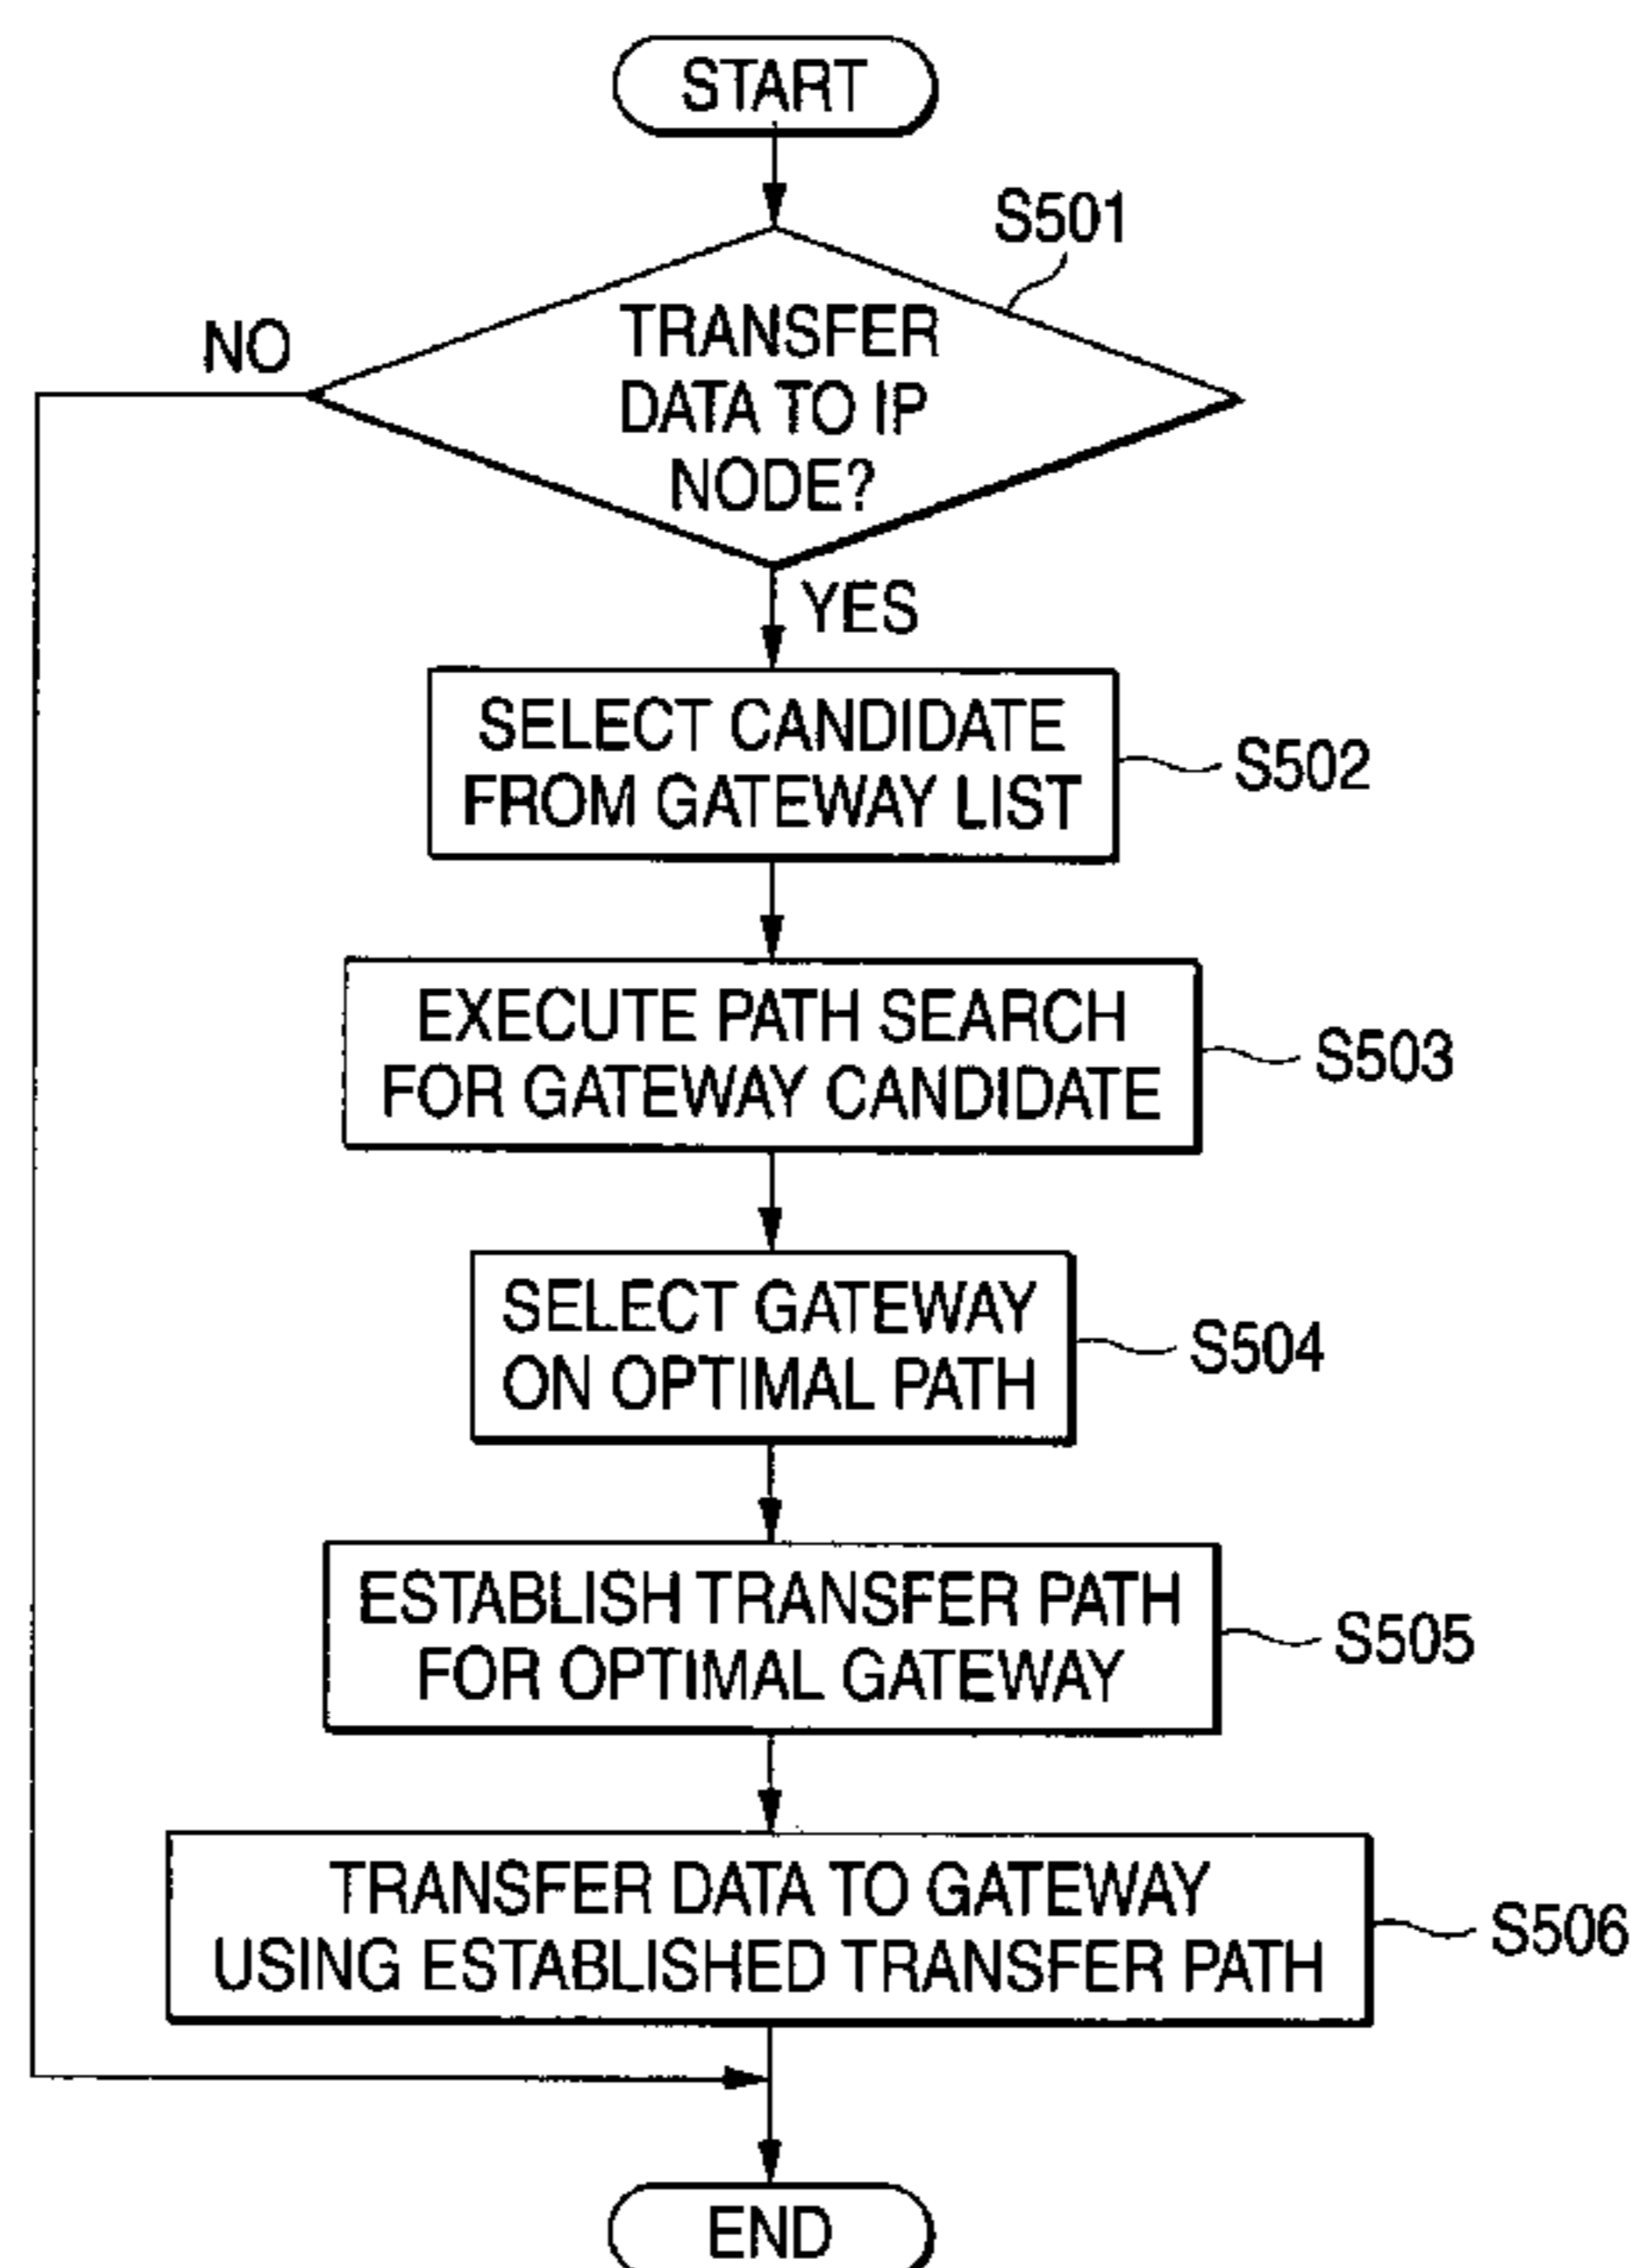 START
S501
NO
TRANSFER
DATA TO IP
NODE?
YES
SELECT CANDIDATE
FROM GATEWAY LIST
S502
EXECUTE PATH SEARCH
FOR GATEWAY CANDIDATE
S503
SELECT GATEWAY
ON OPTIMAL PATH
S504
ESTABLISH TRANSFER PATH
FOR OPTIMAL GATEWAY
S505
TRANSFER DATA TO GATEWAY
USING ESTABLISHED TRANSFER PATH
S506
END